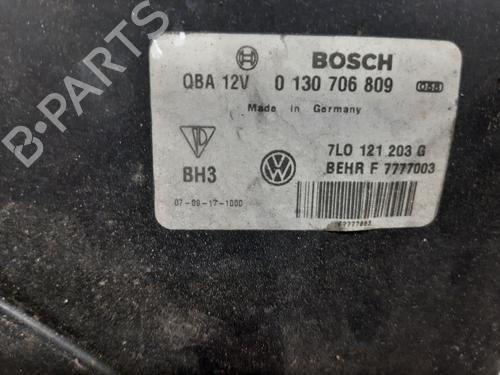 BOSCH
QBA 12V 0 130 706 809
Made in Germany
7L0 121 203 G
BH3
BEHR F 7777003
07-09-17-1000
F7777003
B-PARTS